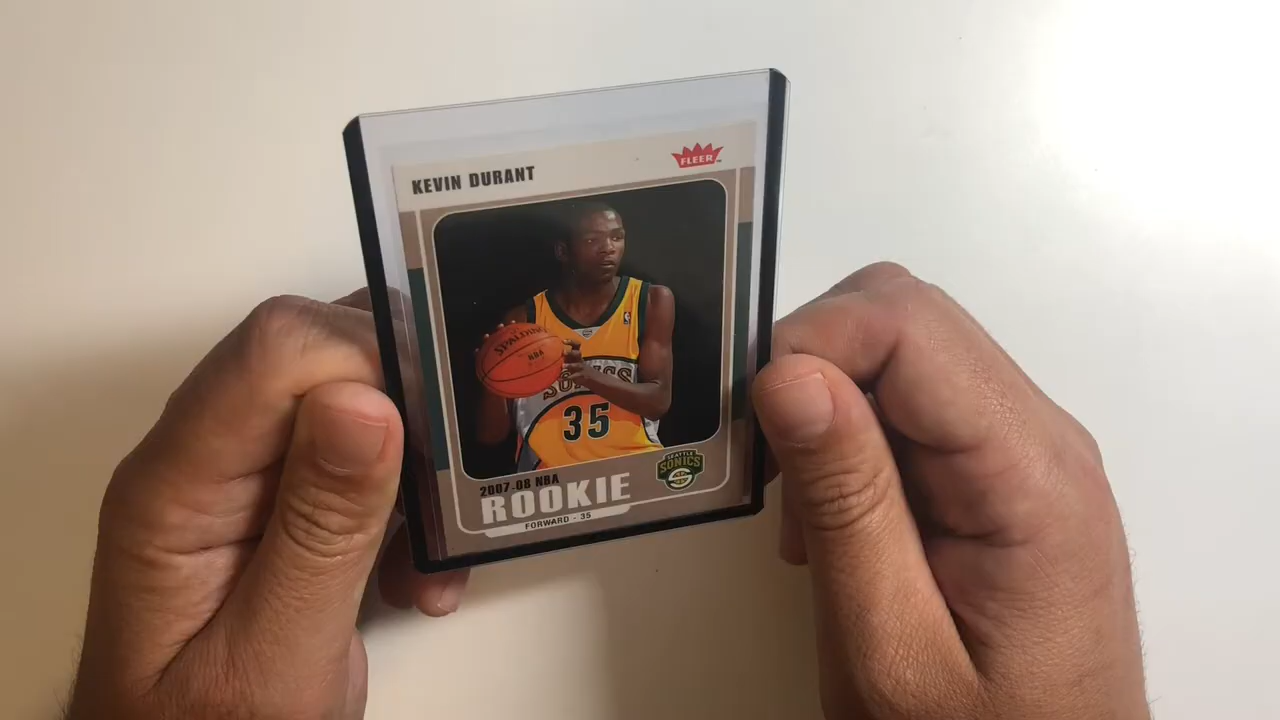 KEVIN DURANT
FLEER
SPALDING
NBA
SONICS
35
2007-08 NBA
ROOKIE
FORWARD - 35
SEATTLE
SONICS